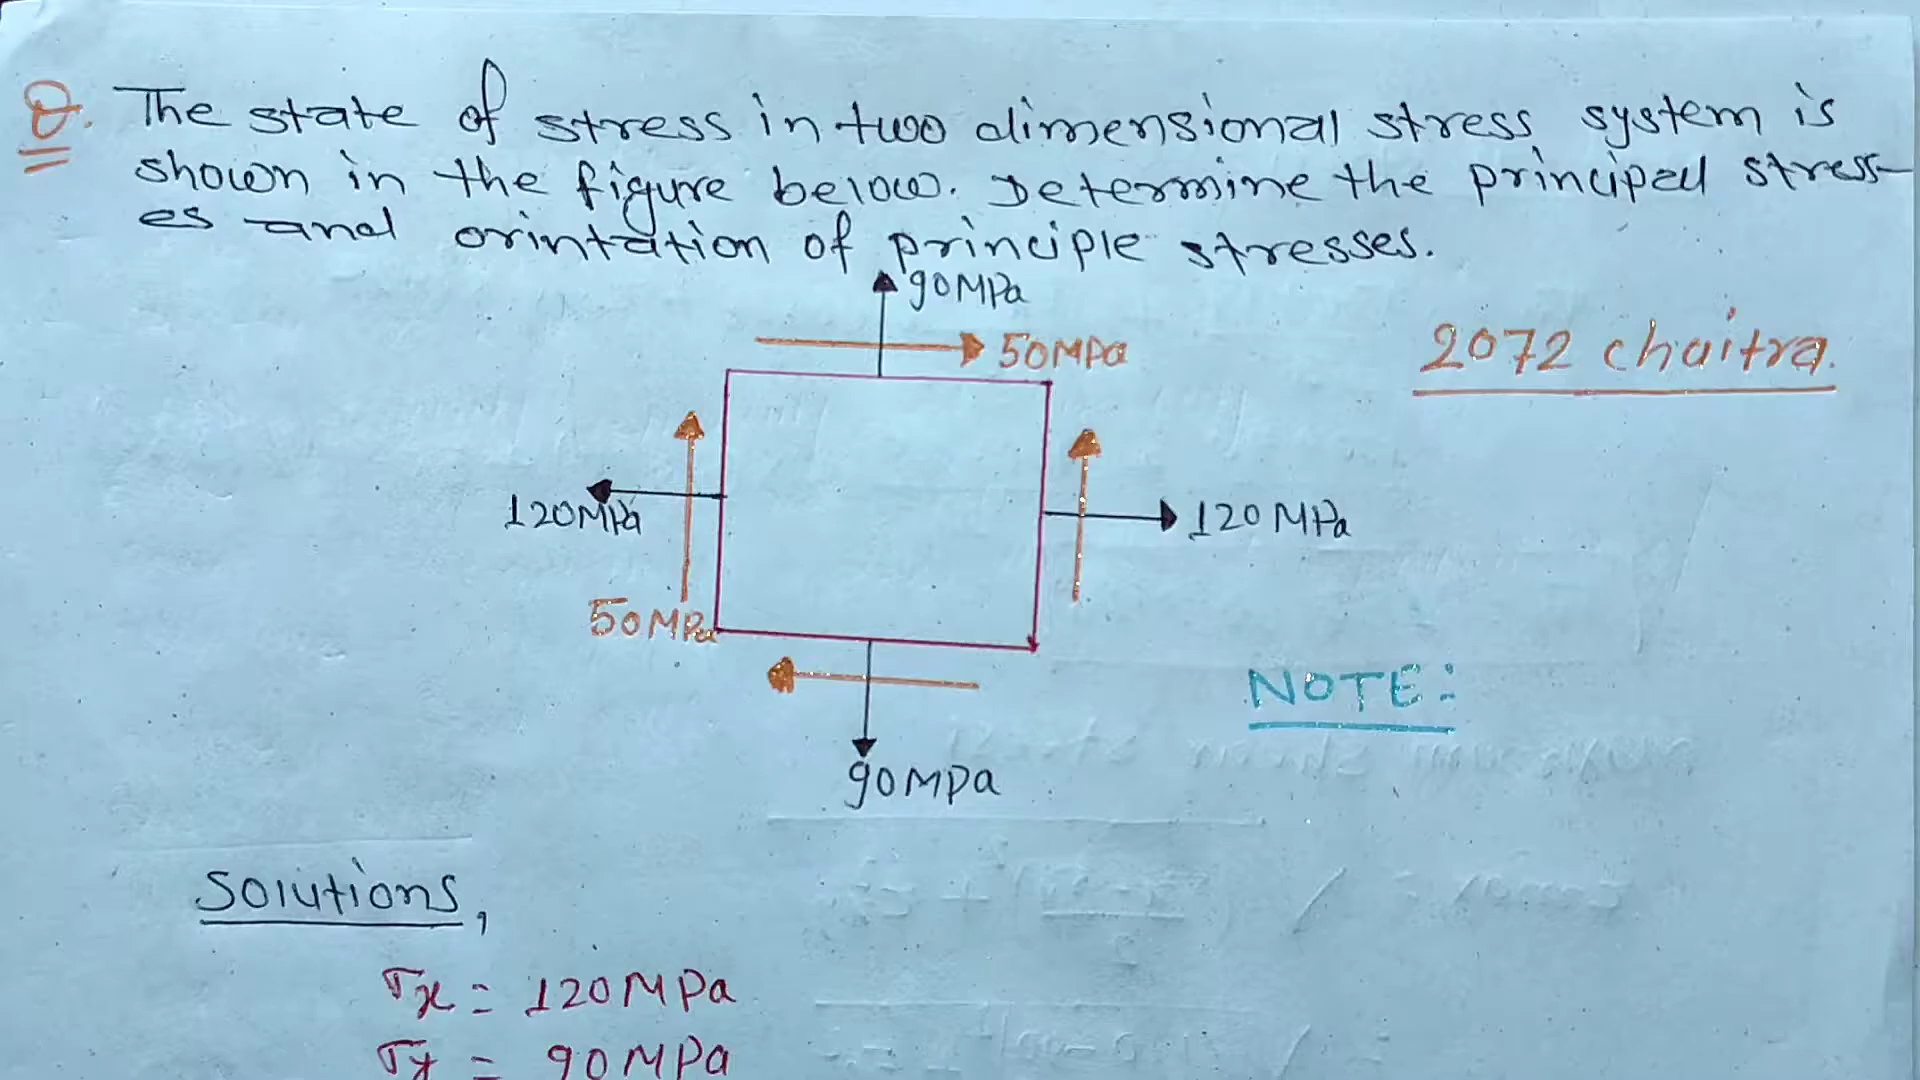 Q. The state of stress in two dimensional stress system is
shown in the figure below. Determine the principal stress-
es and orintation of principle stresses.
90MPa
50MPa
2072 chaitra.
120MPa
120MPa
50MPa
NOTE:
90MPa
Solutions,
σx = 120MPa
σy = 90MPa